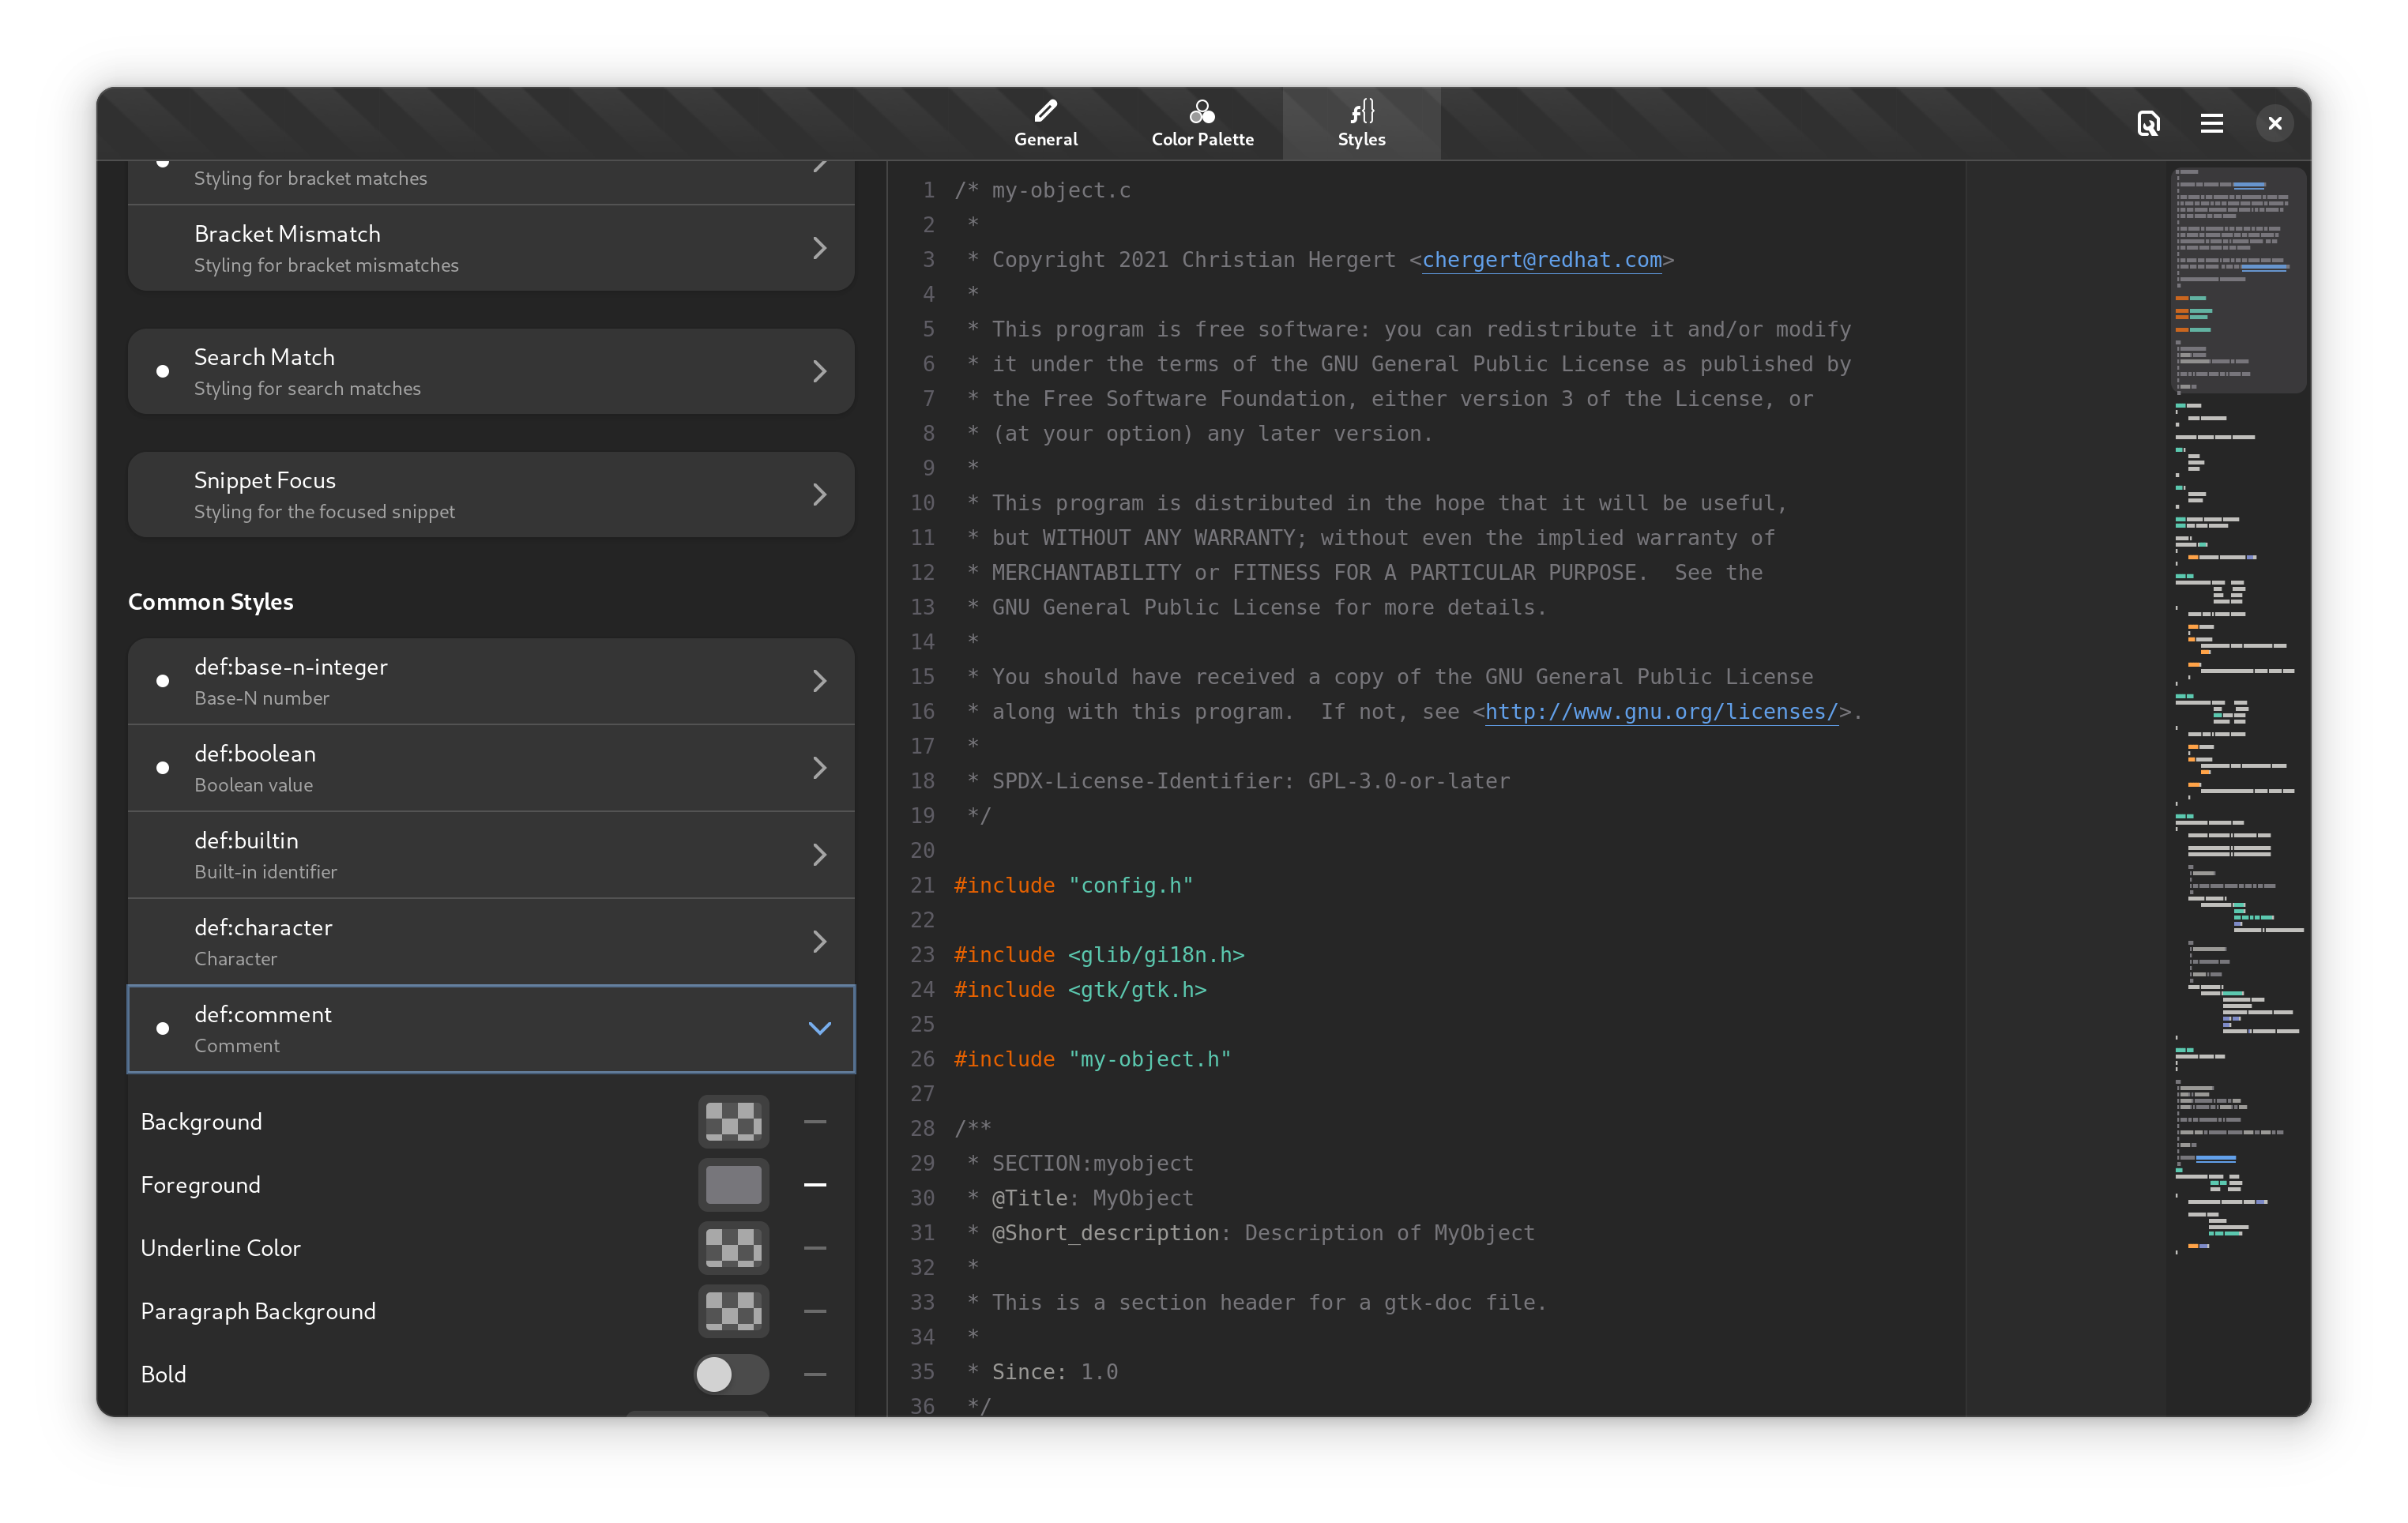 General
Color Palette
f{}
Styles
Styling for bracket matches
Bracket Mismatch
Styling for bracket mismatches
Search Match
Styling for search matches
Snippet Focus
Styling for the focused snippet
Common Styles
def:base-n-integer
Base-N number
def:boolean
Boolean value
def:builtin
Built-in identifier
def:character
Character
def:comment
Comment
Background
Foreground
Underline Color
Paragraph Background
Bold
1 /* my-object.c
2  *
3  * Copyright 2021 Christian Hergert <chergert@redhat.com>
4  *
5  * This program is free software: you can redistribute it and/or modify
6  * it under the terms of the GNU General Public License as published by
7  * the Free Software Foundation, either version 3 of the License, or
8  * (at your option) any later version.
9  *
10  * This program is distributed in the hope that it will be useful,
11  * but WITHOUT ANY WARRANTY; without even the implied warranty of
12  * MERCHANTABILITY or FITNESS FOR A PARTICULAR PURPOSE.  See the
13  * GNU General Public License for more details.
14  *
15  * You should have received a copy of the GNU General Public License
16  * along with this program.  If not, see <http://www.gnu.org/licenses/>.
17  *
18  * SPDX-License-Identifier: GPL-3.0-or-later
19  */
20
21 #include "config.h"
22
23 #include <glib/gi18n.h>
24 #include <gtk/gtk.h>
25
26 #include "my-object.h"
27
28 /**
29  * SECTION:myobject
30  * @Title: MyObject
31  * @Short_description: Description of MyObject
32  *
33  * This is a section header for a gtk-doc file.
34  *
35  * Since: 1.0
36  */